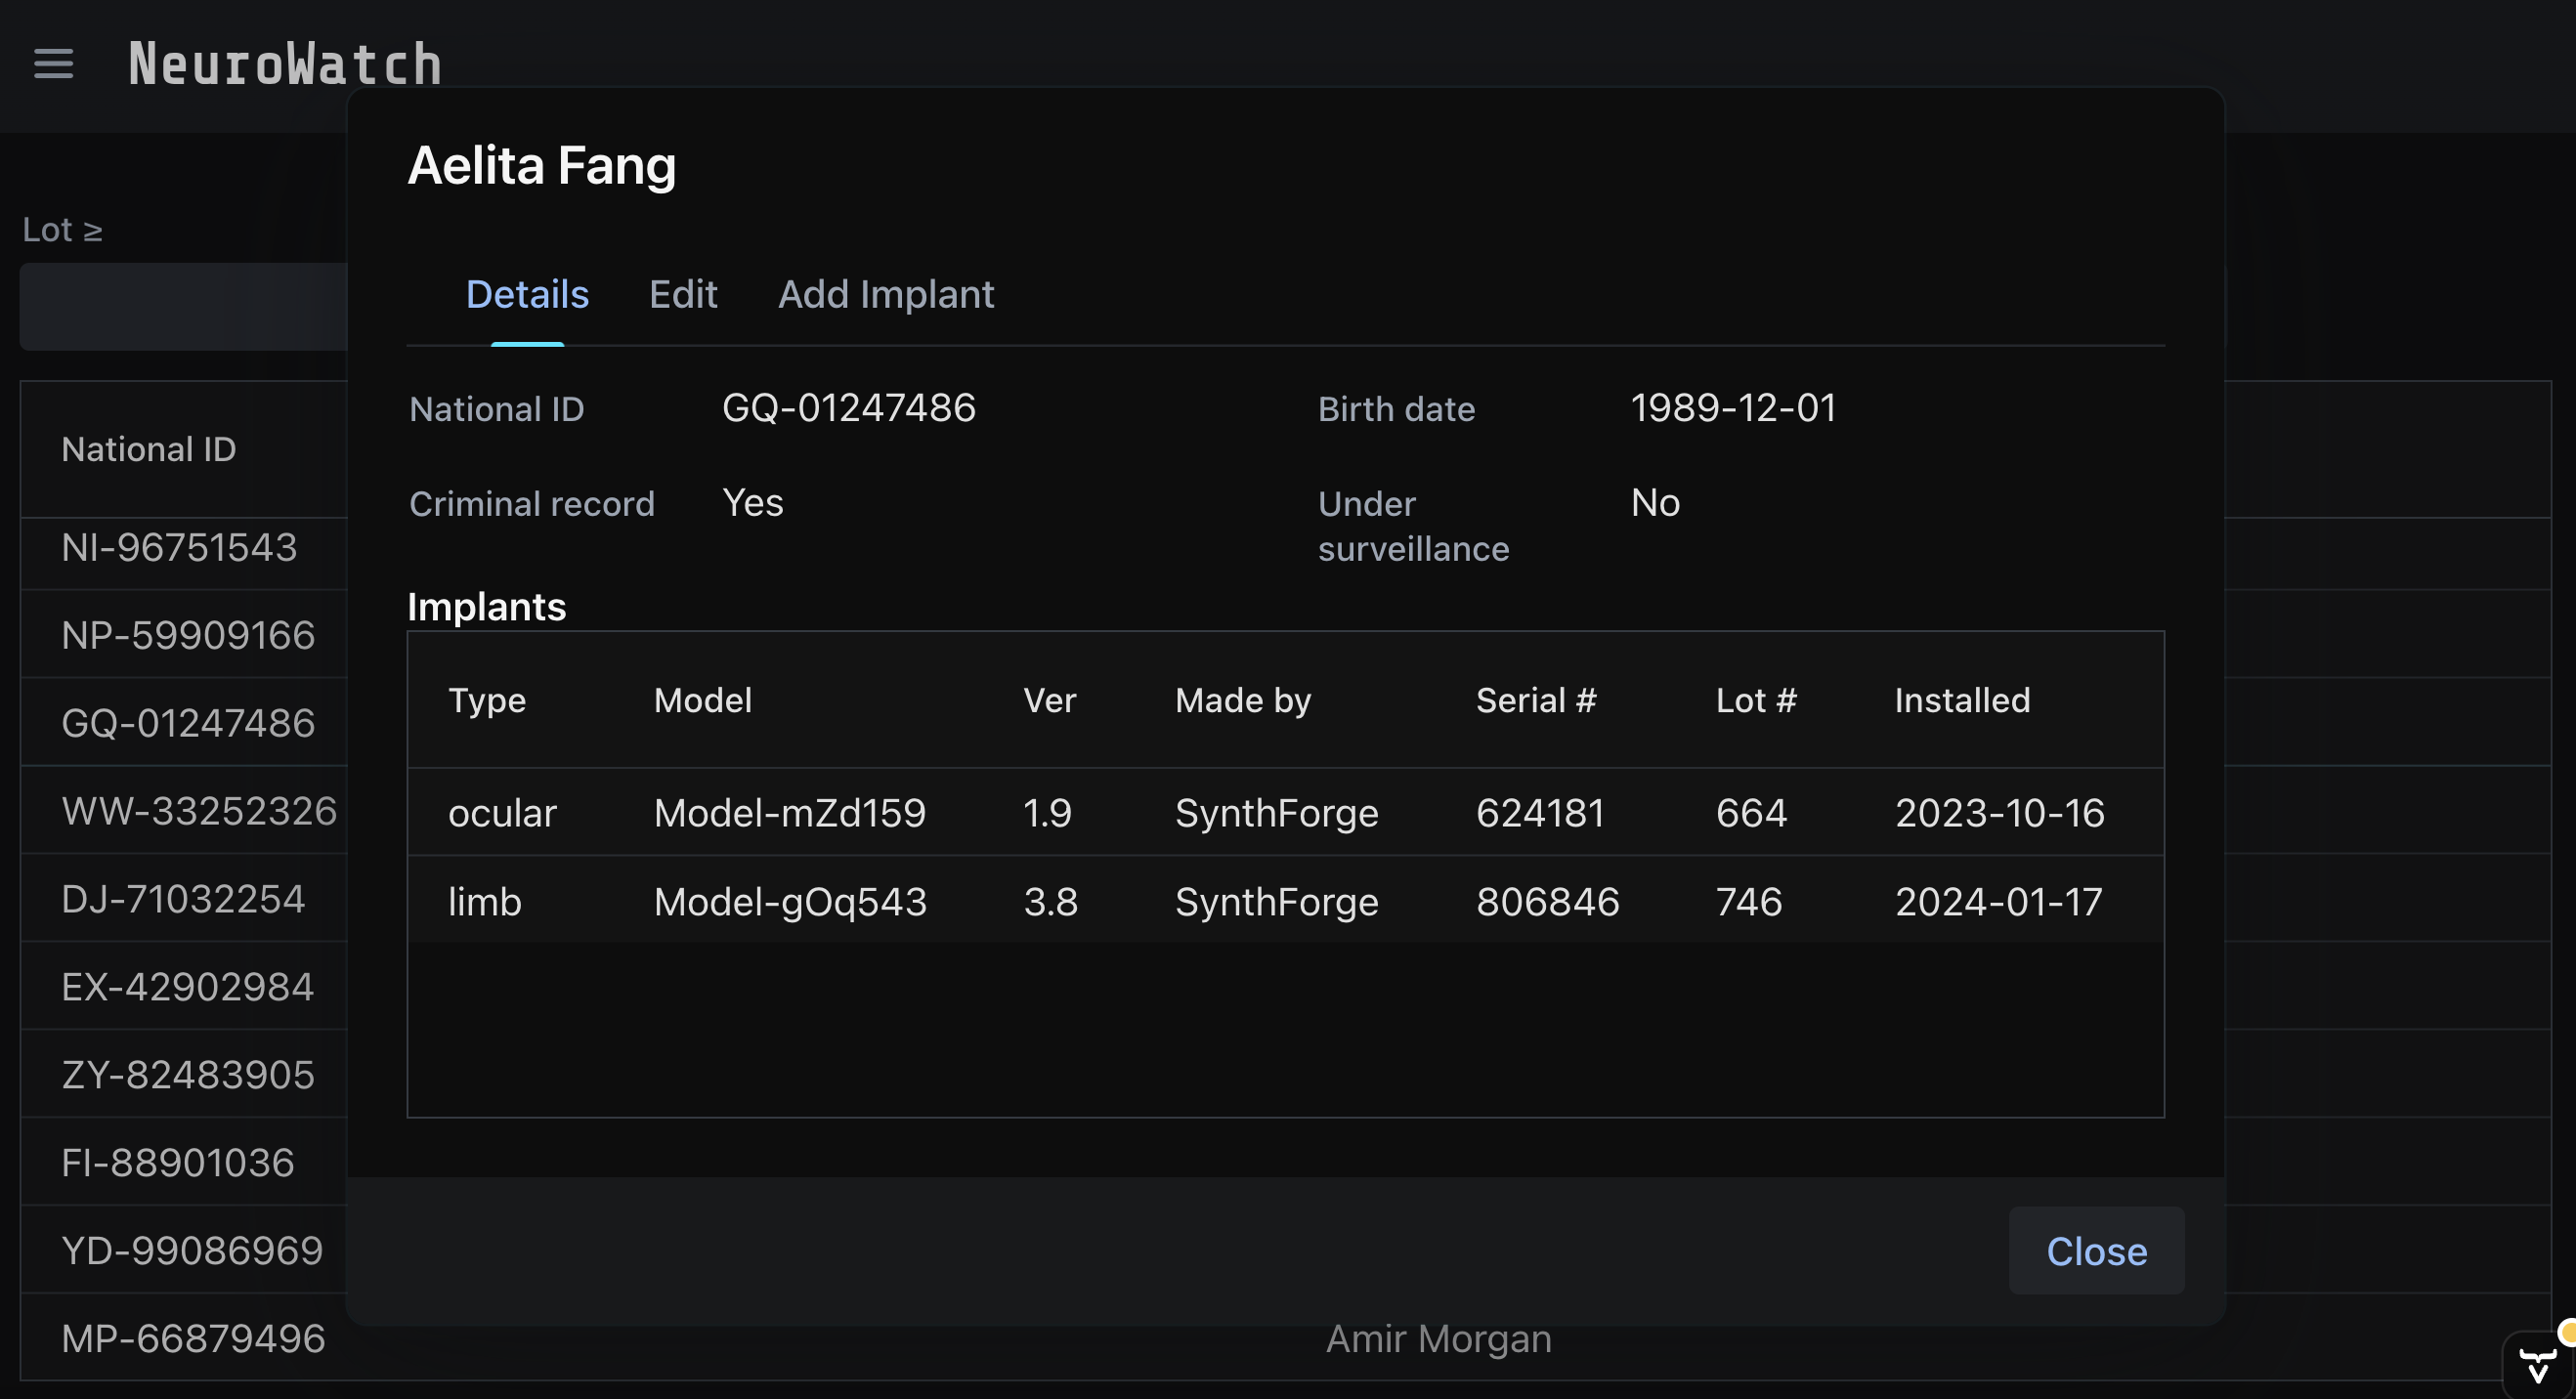 NeuroWatch
Lot ≥
National ID
NI-96751543
NP-59909166
GQ-01247486
WW-33252326
DJ-71032254
EX-42902984
ZY-82483905
FI-88901036
YD-99086969
MP-66879496 Amir Morgan
Aelita Fang
Details Edit Add Implant
National ID GQ-01247486 Birth date 1989-12-01
Criminal record Yes Under surveillance No
Implants
Type Model Ver Made by Serial # Lot # Installed
ocular Model-mZd159 1.9 SynthForge 624181 664 2023-10-16
limb Model-gOq543 3.8 SynthForge 806846 746 2024-01-17
Close